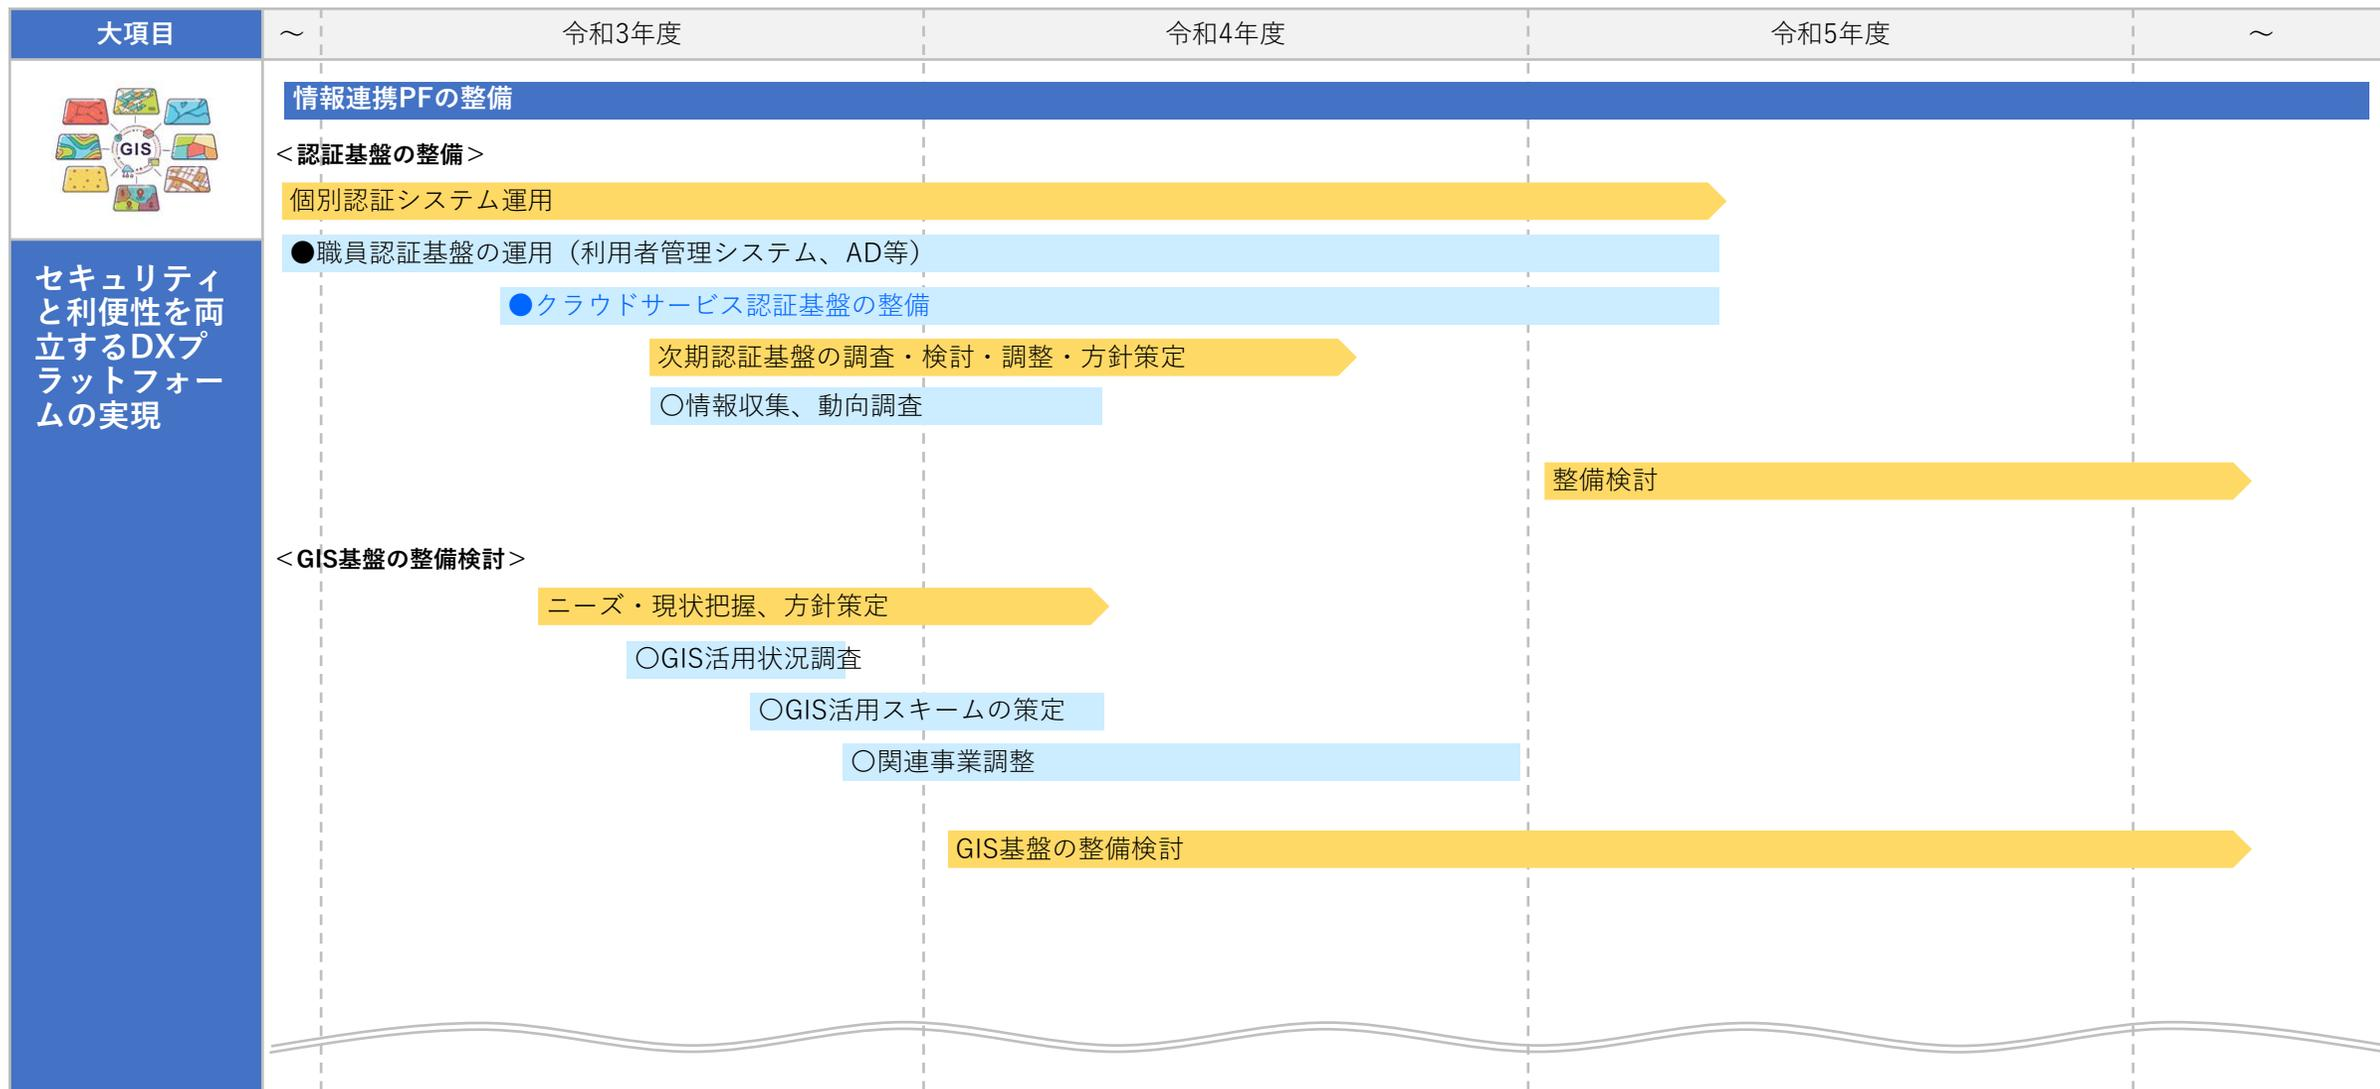 大項目
～
令和3年度
令和4年度
令和5年度
～
GIS
セキュリティ
と利便性を両
立するDXプ
ラットフォー
ムの実現
情報連携PFの整備
＜認証基盤の整備＞
個別認証システム運用
●職員認証基盤の運用（利用者管理システム、AD等）
●クラウドサービス認証基盤の整備
次期認証基盤の調査・検討・調整・方針策定
○情報収集、動向調査
整備検討
＜GIS基盤の整備検討＞
ニーズ・現状把握、方針策定
○GIS活用状況調査
○GIS活用スキームの策定
○関連事業調整
GIS基盤の整備検討